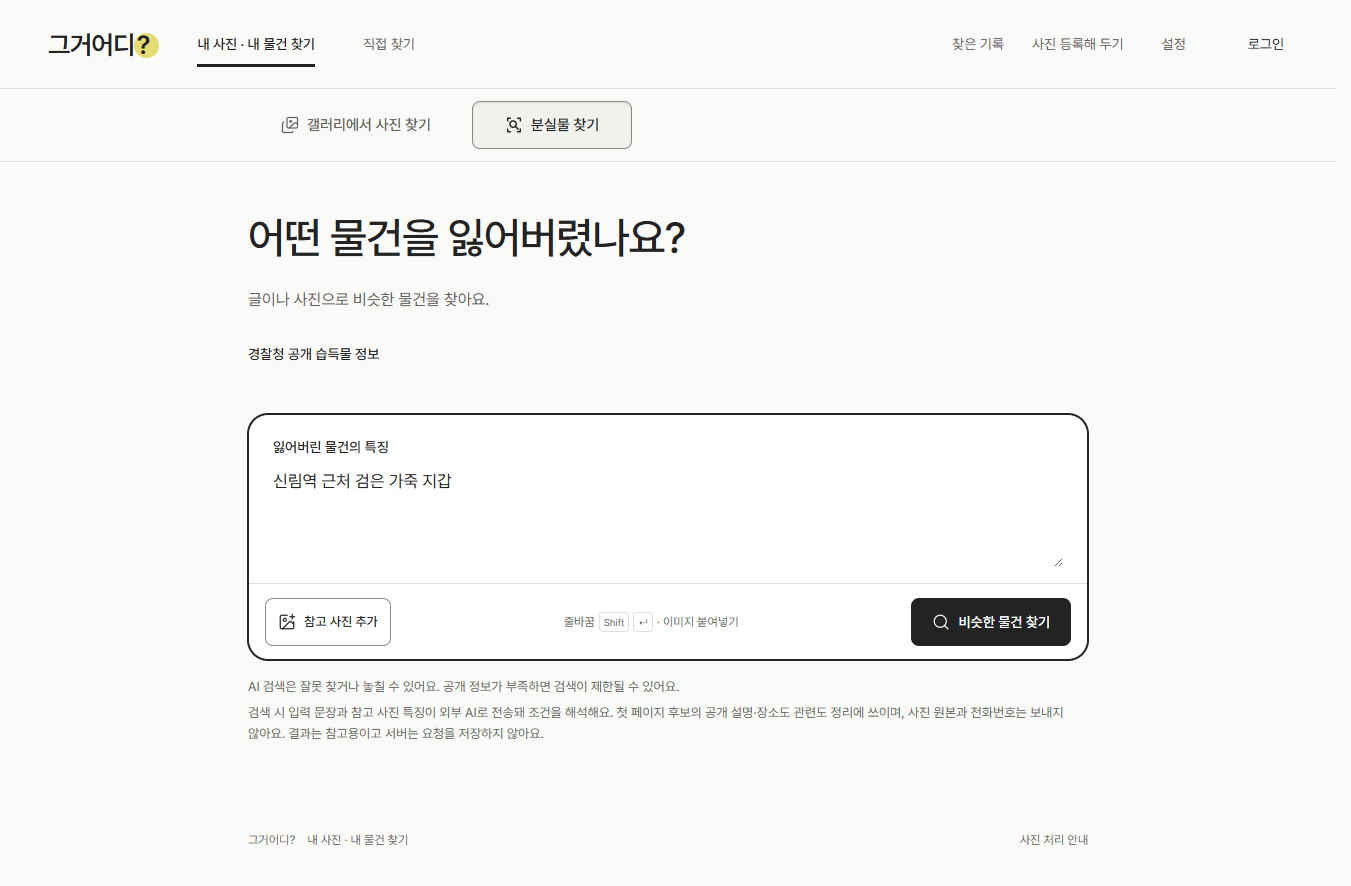 그거어디?
내 사진 · 내 물건 찾기
직접 찾기
찾은 기록
사진 등록해 두기
설정
로그인
갤러리에서 사진 찾기
분실물 찾기
어떤 물건을 잃어버렸나요?
글이나 사진으로 비슷한 물건을 찾아요.
경찰청 공개 습득물 정보
잃어버린 물건의 특징
신림역 근처 검은 가죽 지갑
참고 사진 추가
줄바꿈 Shift ↵ · 이미지 붙여넣기
비슷한 물건 찾기
AI 검색은 잘못 찾거나 놓칠 수 있어요. 공개 정보가 부족하면 검색이 제한될 수 있어요.
검색 시 입력 문장과 참고 사진 특징이 외부 AI로 전송돼 조건을 해석해요. 첫 페이지 후보의 공개 설명·장소도 관련도 정리에 쓰이며, 사진 원본과 전화번호는 보내지
않아요. 결과는 참고용이고 서버는 요청을 저장하지 않아요.
그거어디?
내 사진 · 내 물건 찾기
사진 처리 안내